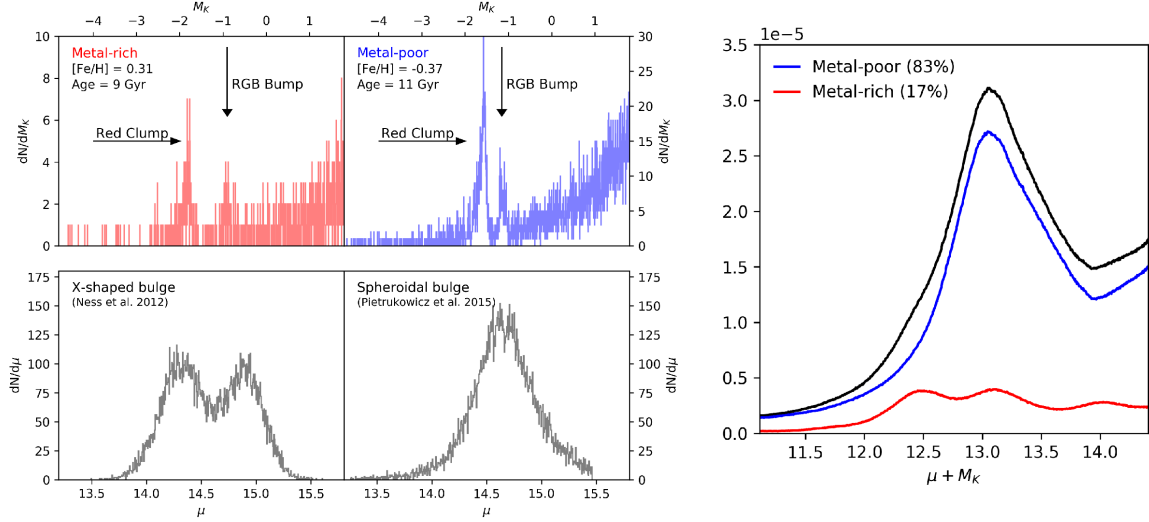 M_K
−4 −3 −2 −1 0 1
M_K
−4 −3 −2 −1 0 1
10
8
6
4
2
0
dN/dM_K
Metal-rich
[Fe/H] = 0.31
Age = 9 Gyr
RGB Bump
Red Clump
Metal-poor
[Fe/H] = -0.37
Age = 11 Gyr
RGB Bump
Red Clump
30
25
20
15
10
5
0
dN/dM_K
175
150
125
100
75
50
25
0
dN/dμ
X-shaped bulge
(Ness et al. 2012)
Spheroidal bulge
(Pietrukowicz et al. 2015)
175
150
125
100
75
50
25
0
dN/dμ
13.5 14.0 14.5 15.0 15.5
μ
13.5 14.0 14.5 15.0 15.5
μ
1e−5
3.5
3.0
2.5
2.0
1.5
1.0
0.5
0.0
Metal-poor (83%)
Metal-rich (17%)
11.5 12.0 12.5 13.0 13.5 14.0
μ + M_K